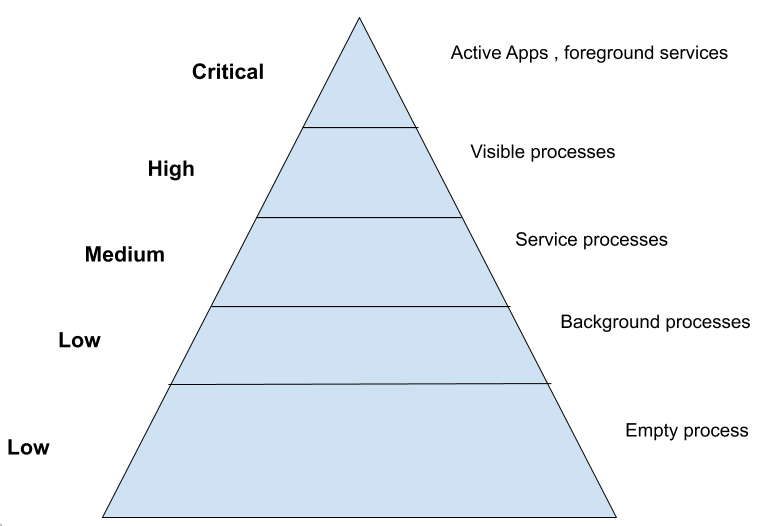 Critical
Active Apps , foreground services
High
Visible processes
Medium
Service processes
Low
Background processes
Low
Empty process